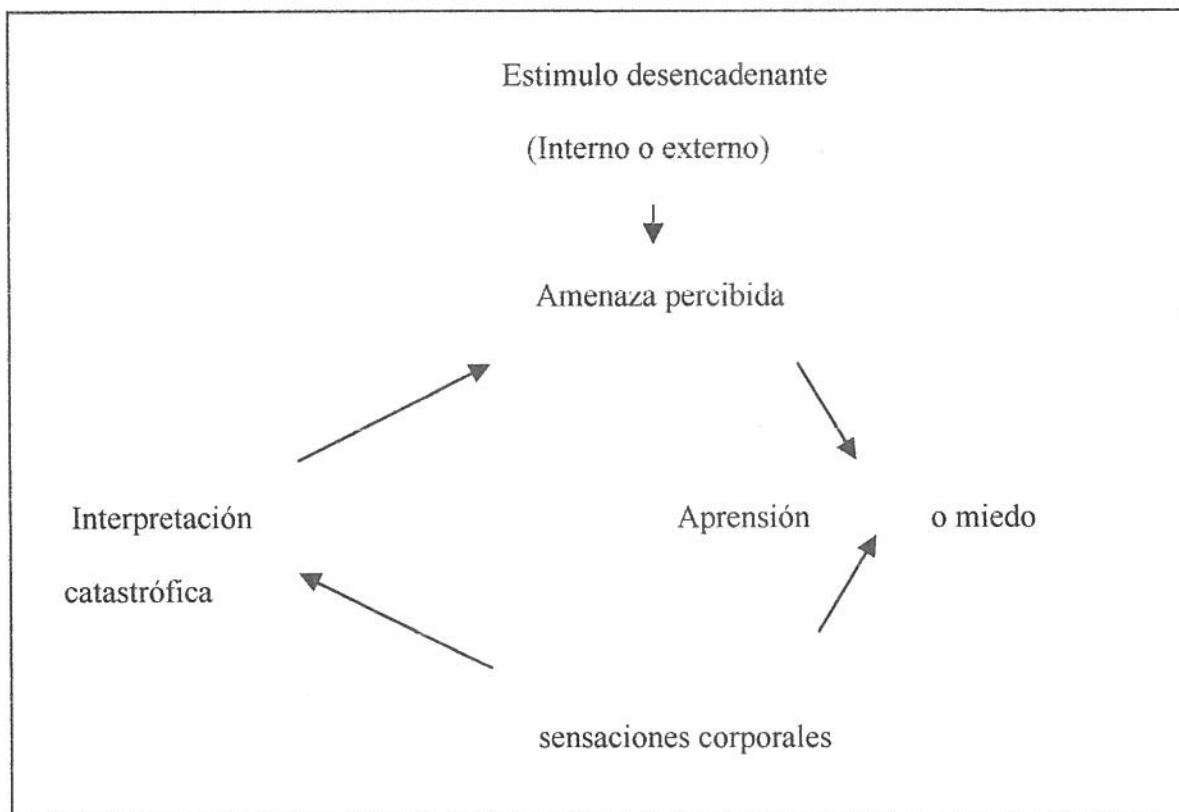 Estimulo desencadenante
(Interno o externo)
Amenaza percibida
Interpretación
catastrófica
Aprensión o miedo
sensaciones corporales